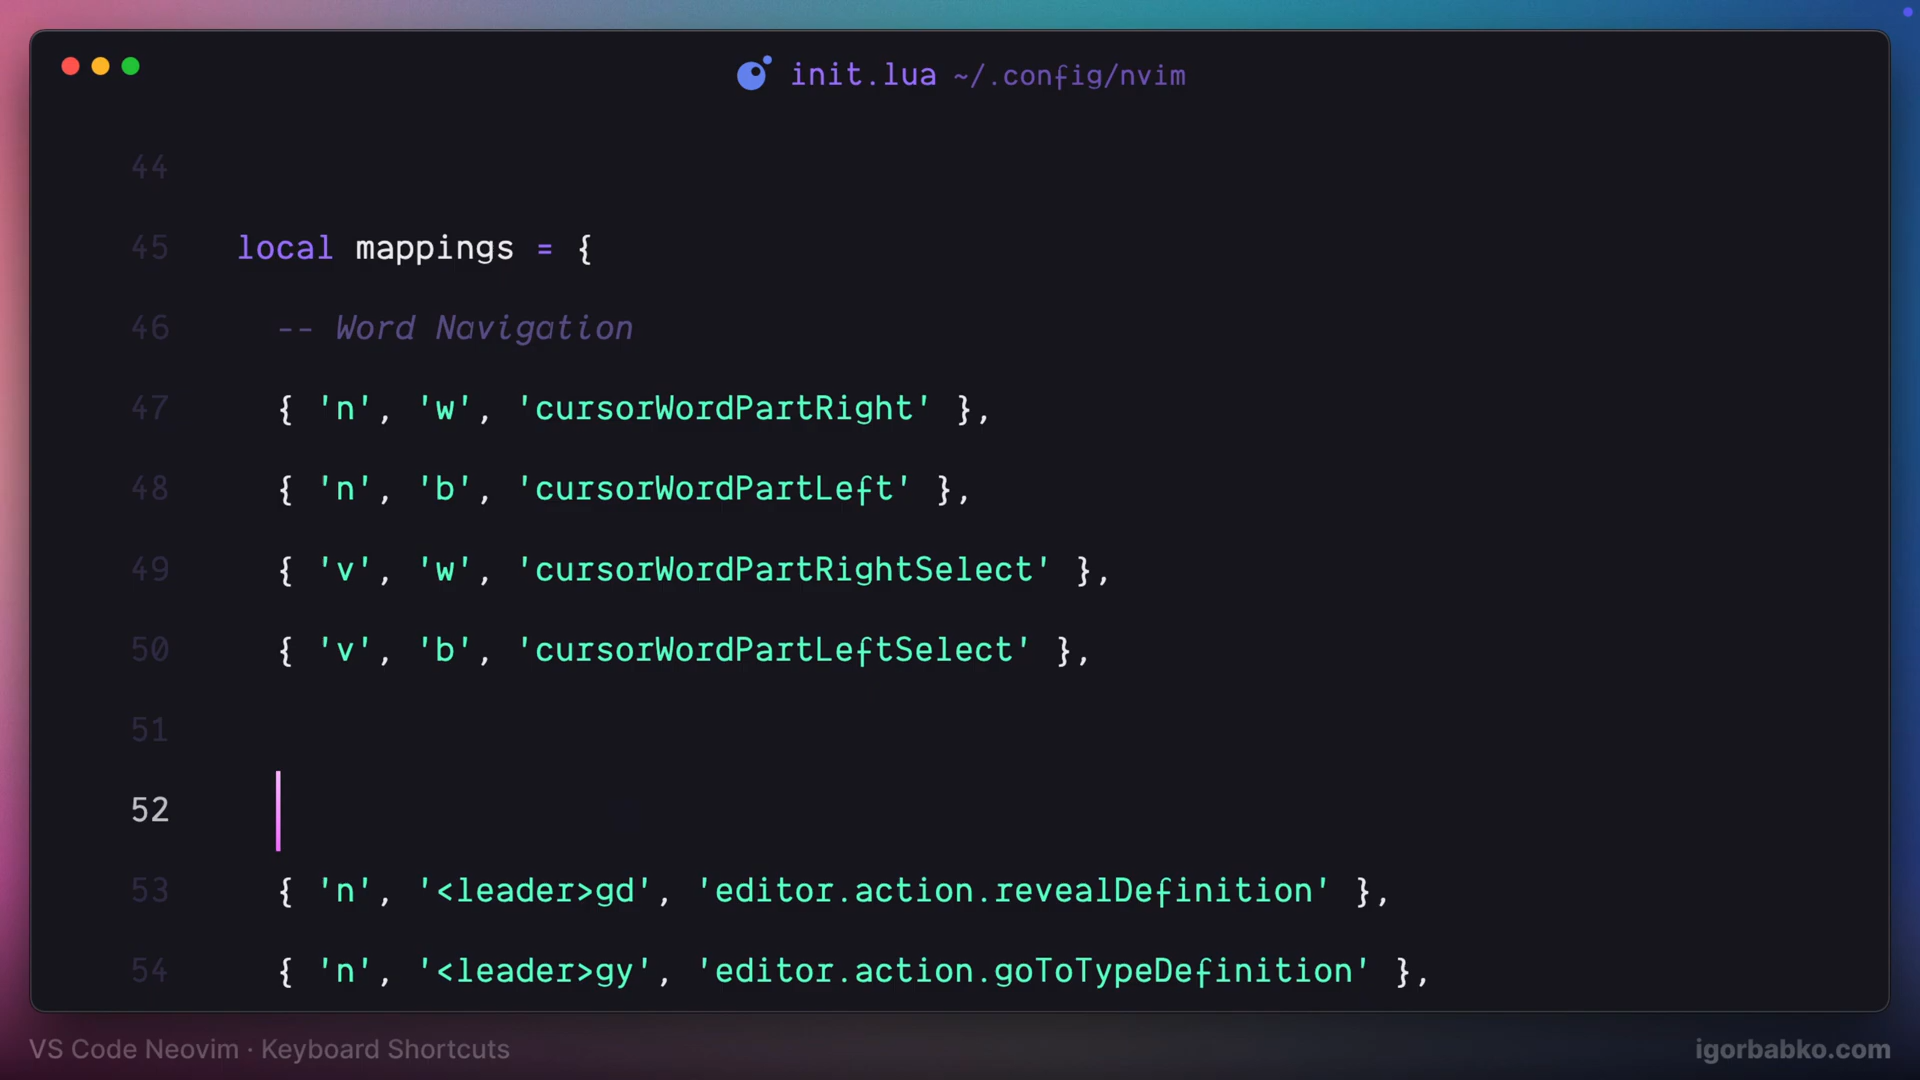 init.lua ~/.config/nvim
44
45 local mappings = {
46 -- Word Navigation
47 { 'n', 'w', 'cursorWordPartRight' },
48 { 'n', 'b', 'cursorWordPartLeft' },
49 { 'v', 'w', 'cursorWordPartRightSelect' },
50 { 'v', 'b', 'cursorWordPartLeftSelect' },
51
52
53 { 'n', '<leader>gd', 'editor.action.revealDefinition' },
54 { 'n', '<leader>gy', 'editor.action.goToTypeDefinition' },
VS Code Neovim · Keyboard Shortcuts
igorbabko.com